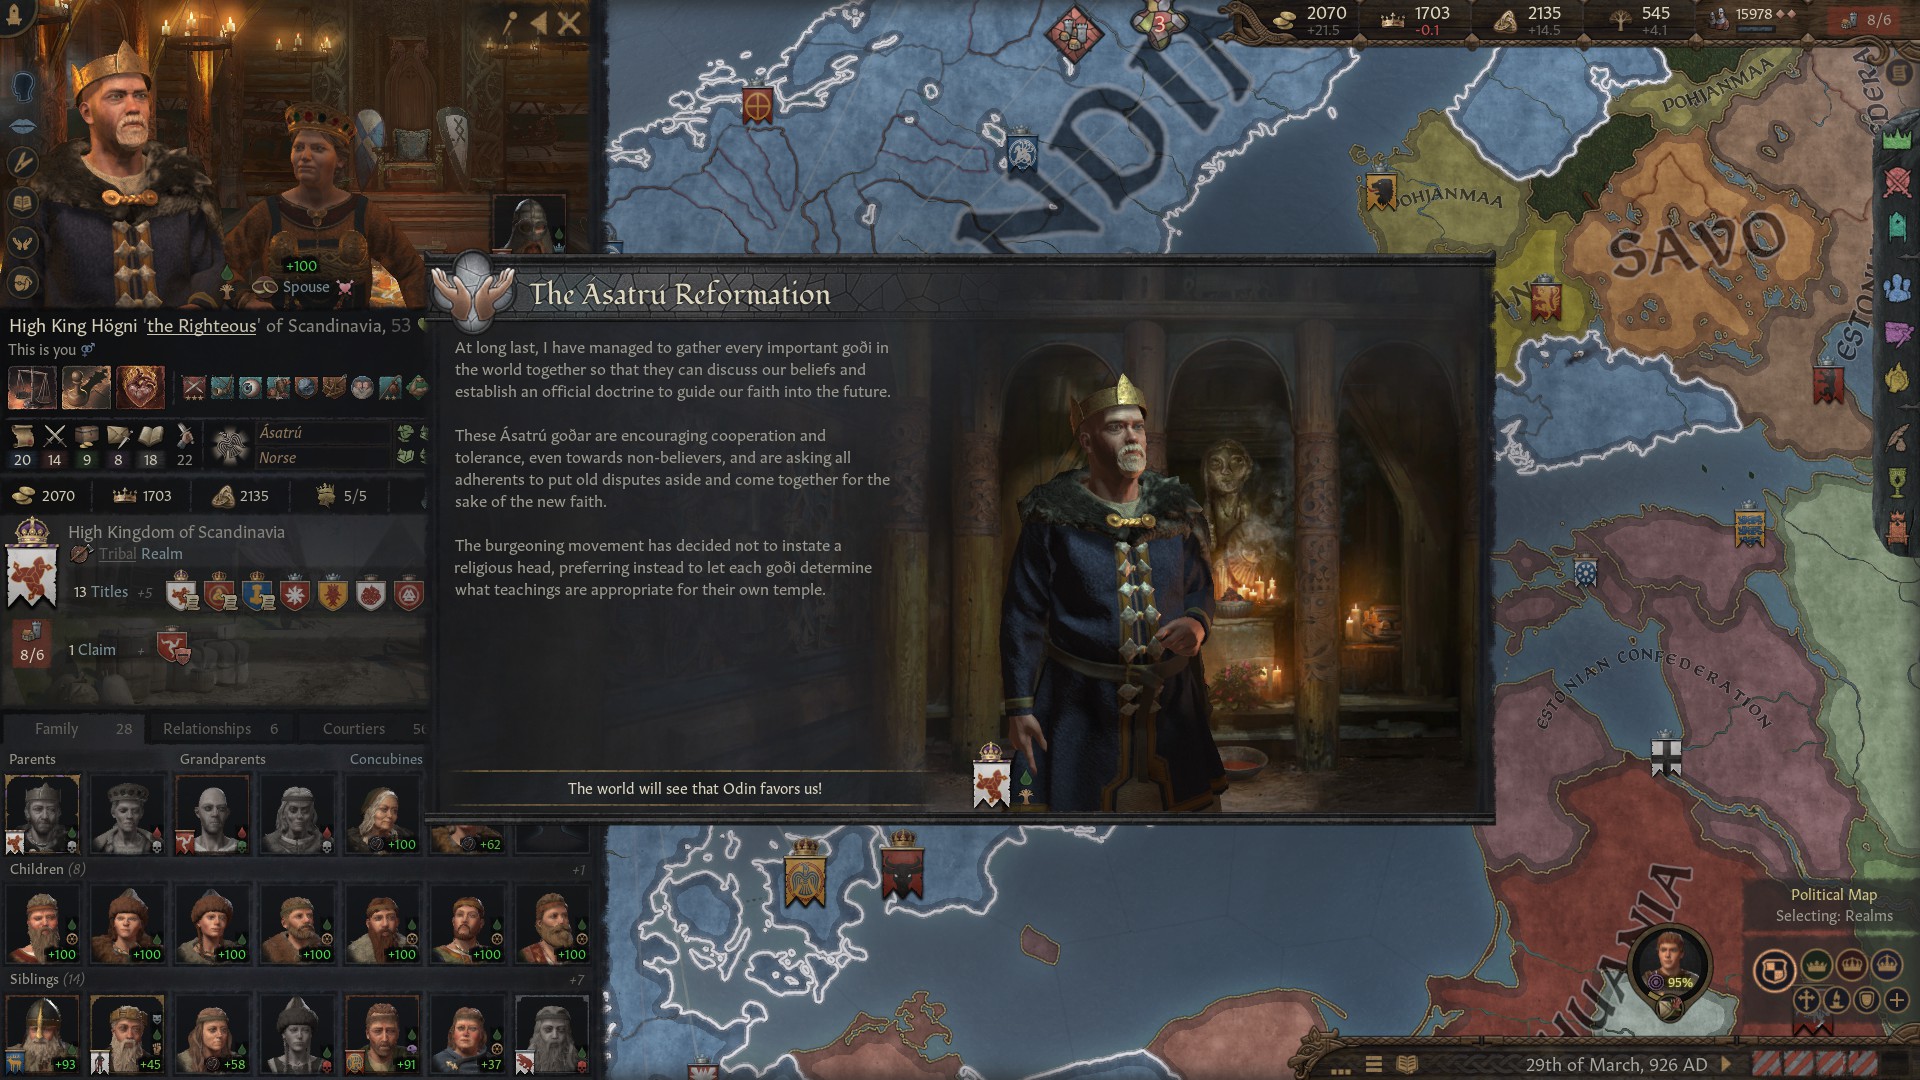 2070
+21.5
1703
-0.1
2135
+14.5
545
+4.1
15978
8/6
3
+100
Spouse
High King Högni 'the Righteous' of Scandinavia, 53
This is you
20
14
9
8
18
22
Ásatrú
Norse
2070
1703
2135
5/5
High Kingdom of Scandinavia
Tribal Realm
13 Titles +5
8/6
1 Claim +
Family 28
Relationships 6
Courtiers
Parents
Grandparents
Concubines
+100
+62
Children (8)
+1
+100
+100
+100
+100
+100
+100
+100
Siblings (14)
+7
+93
+45
+58
+91
+37
The Ásatrú Reformation
At long last, I have managed to gather every important goði in
the world together so that they can discuss our beliefs and
establish an official doctrine to guide our faith into the future.
These Ásatrú goðar are encouraging cooperation and
tolerance, even towards non-believers, and are asking all
adherents to put old disputes aside and come together for the
sake of the new faith.
The burgeoning movement has decided not to instate a
religious head, preferring instead to let each goði determine
what teachings are appropriate for their own temple.
The world will see that Odin favors us!
POHJANMAA
POHJANMAA
SAVO
ESTONIAN CONFEDERATION
Political Map
Selecting: Realms
95%
29th of March, 926 AD